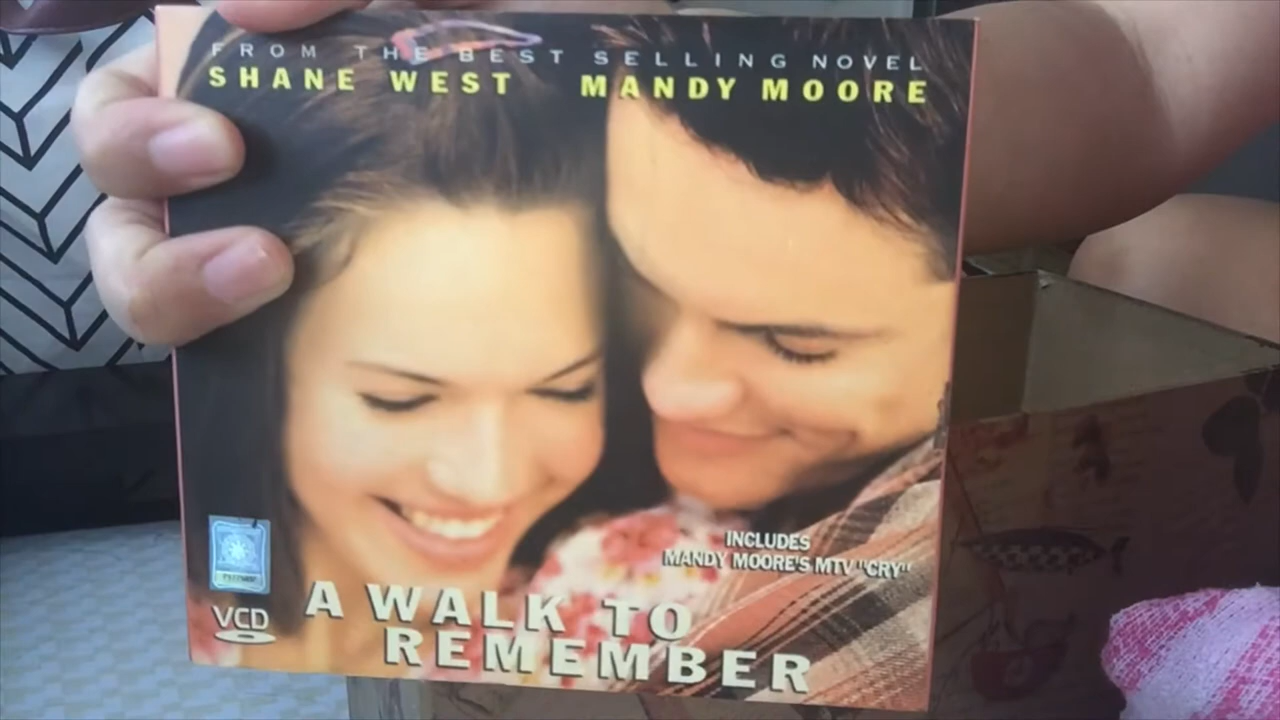 FROM THE BEST SELLING NOVEL
SHANE WEST MANDY MOORE
INCLUDES
MANDY MOORE'S MTV "CRY"
VCD
A WALK TO
REMEMBER